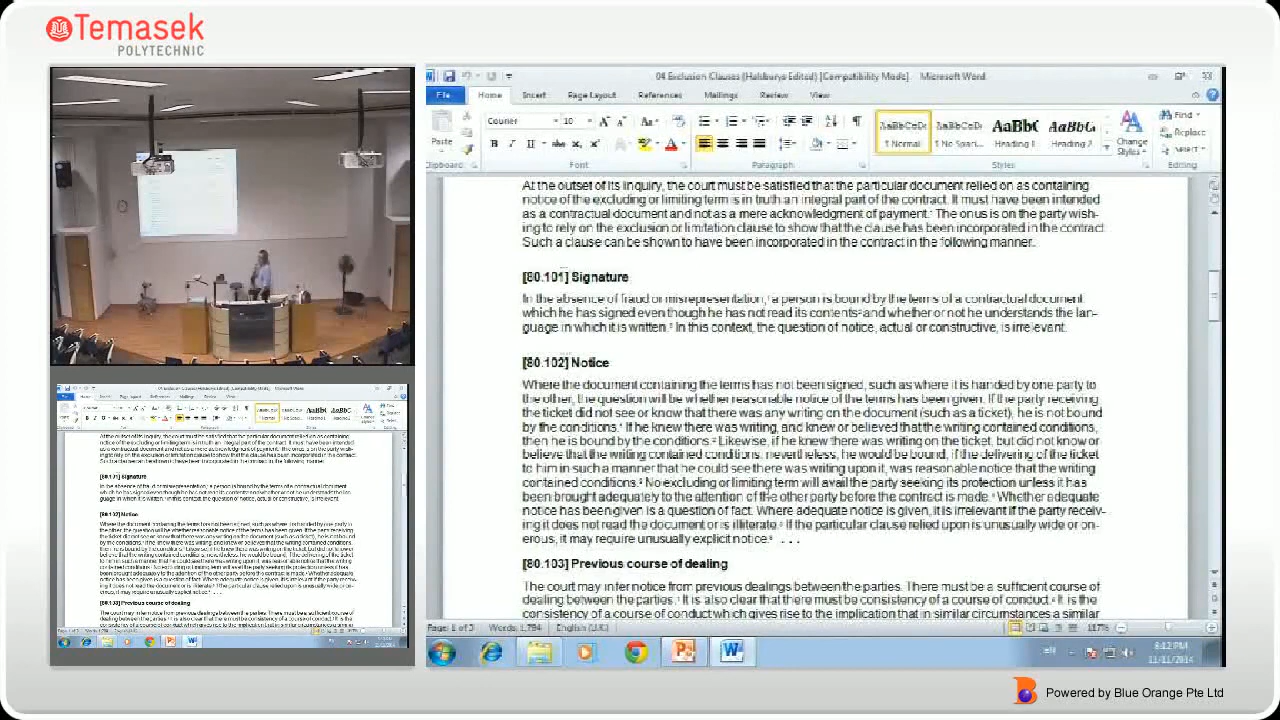 Temasek
POLYTECHNIC
04 Exclusion Clauses (Halsburys Edited) [Compatibility Mode] - Microsoft Word
File Home Insert Page Layout References Mailings Review View
Paste
Courier 10
AaBbCcDc AaBbCcDc AaBbC AaBbCc
¶ Normal ¶ No Spaci... Heading 1 Heading 2
Change Styles
Find
Replace
Select
Clipboard Font Paragraph Styles Editing
At the outset of its inquiry, the court must be satisfied that the particular document relied on as containing
notice of the excluding or limiting term is in truth an integral part of the contract. It must have been intended
as a contractual document and not as a mere acknowledgment of payment. The onus is on the party wish-
ing to rely on the exclusion or limitation clause to show that the clause has been incorporated in the contract.
Such a clause can be shown to have been incorporated in the contract in the following manner.
[80.101] Signature
In the absence of fraud or misrepresentation, a person is bound by the terms of a contractual document
which he has signed even though he has not read its contents and whether or not he understands the lan-
guage in which it is written. In this context, the question of notice, actual or constructive, is irrelevant.
[80.102] Notice
Where the document containing the terms has not been signed, such as where it is handed by one party to
the other, the question will be whether reasonable notice of the terms has been given. If the party receiving
the ticket did not see or know that there was any writing on the document (such as a ticket), he is not bound
by the conditions. If he knew there was writing, and knew or believed that the writing contained conditions,
then he is bound by the conditions. Likewise, if he knew there was writing on the ticket, but did not know or
believe that the writing contained conditions, nevertheless, he would be bound, if the delivering of the ticket
to him in such a manner that he could see there was writing upon it, was reasonable notice that the writing
contained conditions. No excluding or limiting term will avail the party seeking its protection unless it has
been brought adequately to the attention of the other party before the contract is made. Whether adequate
notice has been given is a question of fact. Where adequate notice is given, it is irrelevant if the party receiv-
ing it does not read the document or is illiterate. If the particular clause relied upon is unusually wide or on-
erous, it may require unusually explicit notice. . . .
[80.103] Previous course of dealing
The court may infer notice from previous dealings between the parties. There must be a sufficient course of
dealing between the parties. It is also clear that there must be consistency of a course of conduct. It is the
consistency of a course of conduct which gives rise to the implication that in similar circumstances a similar
Words: 1,794 English (U.K.) 117%
6:12 PM
11/11/2014
Powered by Blue Orange Pte Ltd